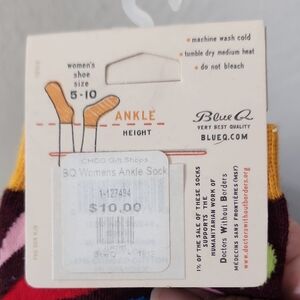 women's
shoe
size
5-10
ANKLE
HEIGHT
• machine wash cold
• tumble dry medium heat
• do not bleach
Blue Q
VERY BEST QUALITY
BLUEQ.COM
CMCG Gift Shops
BQ Womens Ankle Sock
1-127494
$10.00
1% OF THE SALE OF THESE SOCKS
SUPPORTS THE
HUMANITARIAN WORK OF
Doctors Without Borders
MÉDECINS SANS FRONTIÈRES (MSF)
www.doctorswithoutborders.org